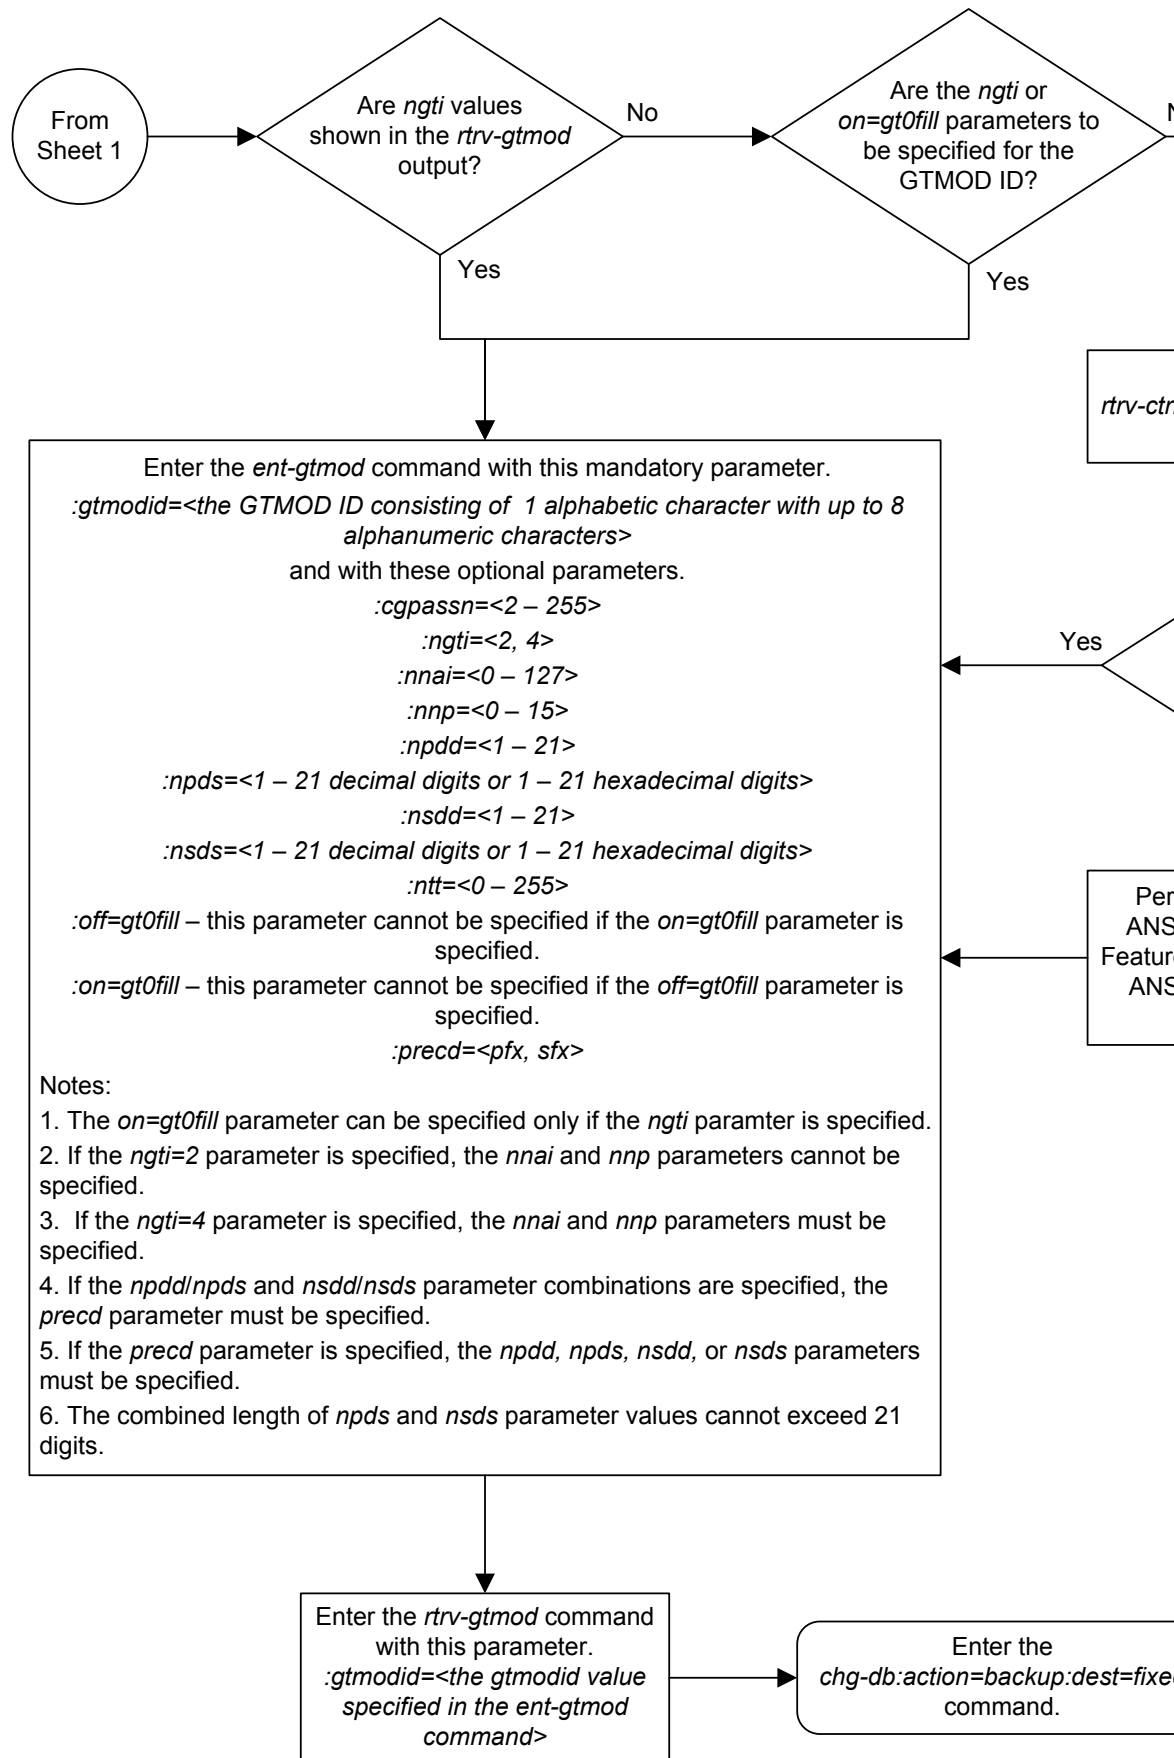 From
Sheet 1
Are ngti values
shown in the rtrv-gtmod
output?
No
Yes
Are the ngti or
on=gt0fill parameters to
be specified for the
GTMOD ID?
Yes
Enter the ent-gtmod command with this mandatory parameter.
:gtmodid=<the GTMOD ID consisting of 1 alphabetic character with up to 8
alphanumeric characters>
and with these optional parameters.
:cgpassn=<2 – 255>
:ngti=<2, 4>
:nnai=<0 – 127>
:nnp=<0 – 15>
:npdd=<1 – 21>
:npds=<1 – 21 decimal digits or 1 – 21 hexadecimal digits>
:nsdd=<1 – 21>
:nsds=<1 – 21 decimal digits or 1 – 21 hexadecimal digits>
:ntt=<0 – 255>
:off=gt0fill – this parameter cannot be specified if the on=gt0fill parameter is
specified.
:on=gt0fill – this parameter cannot be specified if the off=gt0fill parameter is
specified.
:precd=<pfx, sfx>
Notes:
1. The on=gt0fill parameter can be specified only if the ngti paramter is specified.
2. If the ngti=2 parameter is specified, the nnai and nnp parameters cannot be
specified.
3. If the ngti=4 parameter is specified, the nnai and nnp parameters must be
specified.
4. If the npdd/npds and nsdd/nsds parameter combinations are specified, the
precd parameter must be specified.
5. If the precd parameter is specified, the npdd, npds, nsdd, or nsds parameters
must be specified.
6. The combined length of npds and nsds parameter values cannot exceed 21
digits.
Yes
Enter the rtrv-gtmod command
with this parameter.
:gtmodid=<the gtmodid value
specified in the ent-gtmod
command>
Enter the
chg-db:action=backup:dest=fixed
command.